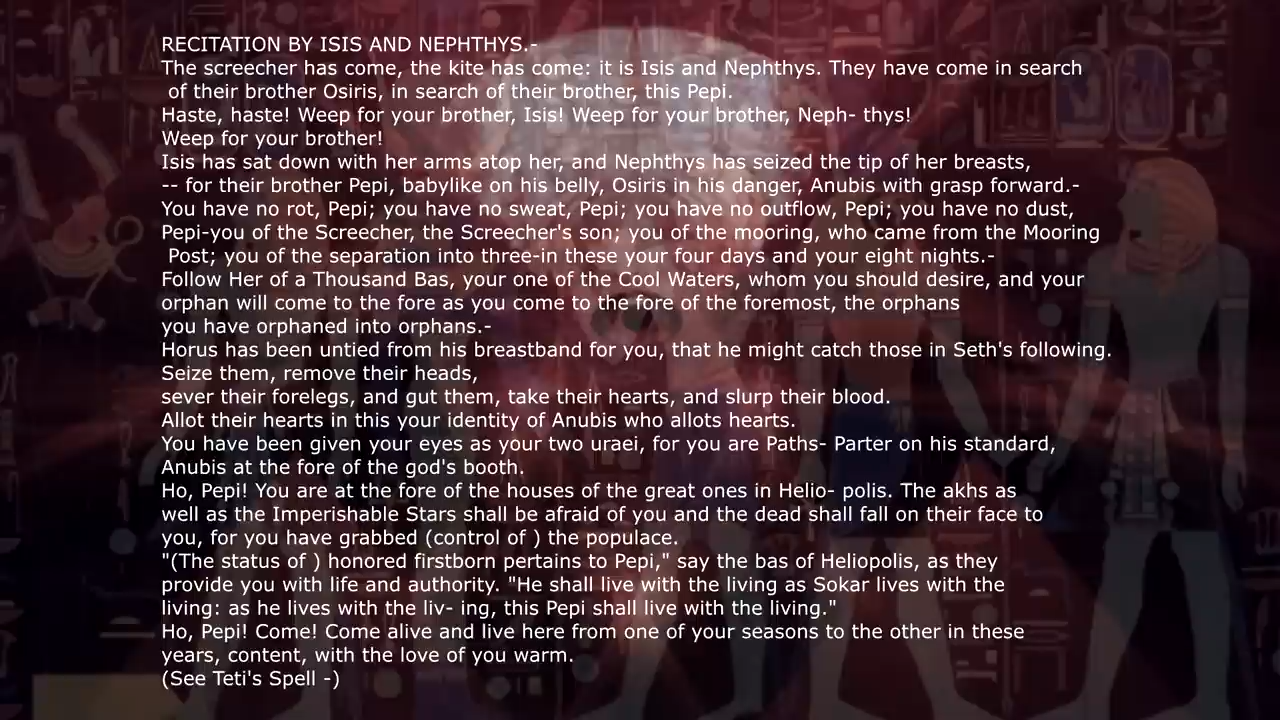 RECITATION BY ISIS AND NEPHTHYS.-
The screecher has come, the kite has come: it is Isis and Nephthys. They have come in search
of their brother Osiris, in search of their brother, this Pepi.
Haste, haste! Weep for your brother, Isis! Weep for your brother, Neph- thys!
Weep for your brother!
Isis has sat down with her arms atop her, and Nephthys has seized the tip of her breasts,
-- for their brother Pepi, babylike on his belly, Osiris in his danger, Anubis with grasp forward.-
You have no rot, Pepi; you have no sweat, Pepi; you have no outflow, Pepi; you have no dust,
Pepi-you of the Screecher, the Screecher's son; you of the mooring, who came from the Mooring
Post; you of the separation into three-in these your four days and your eight nights.-
Follow Her of a Thousand Bas, your one of the Cool Waters, whom you should desire, and your
orphan will come to the fore as you come to the fore of the foremost, the orphans
you have orphaned into orphans.-
Horus has been untied from his breastband for you, that he might catch those in Seth's following.
Seize them, remove their heads,
sever their forelegs, and gut them, take their hearts, and slurp their blood.
Allot their hearts in this your identity of Anubis who allots hearts.
You have been given your eyes as your two uraei, for you are Paths- Parter on his standard,
Anubis at the fore of the god's booth.
Ho, Pepi! You are at the fore of the houses of the great ones in Helio- polis. The akhs as
well as the Imperishable Stars shall be afraid of you and the dead shall fall on their face to
you, for you have grabbed (control of ) the populace.
"(The status of ) honored firstborn pertains to Pepi," say the bas of Heliopolis, as they
provide you with life and authority. "He shall live with the living as Sokar lives with the
living: as he lives with the liv- ing, this Pepi shall live with the living."
Ho, Pepi! Come! Come alive and live here from one of your seasons to the other in these
years, content, with the love of you warm.
(See Teti's Spell -)